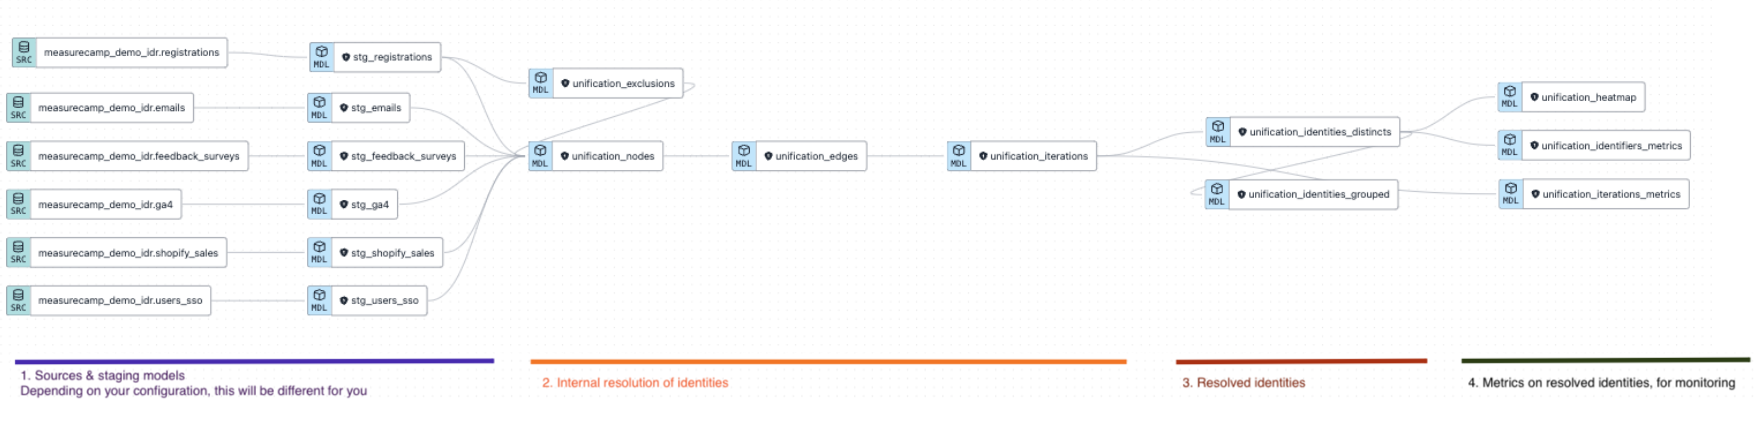 measurecamp_demo_idr.registrations
SRC
stg_registrations
MDL
unification_exclusions
MDL
measurecamp_demo_idr.emails
SRC
stg_emails
MDL
measurecamp_demo_idr.feedback_surveys
SRC
stg_feedback_surveys
MDL
unification_nodes
MDL
unification_edges
MDL
unification_iterations
MDL
unification_identities_distincts
MDL
unification_identities_grouped
MDL
unification_heatmap
MDL
unification_identifiers_metrics
MDL
unification_iterations_metrics
MDL
measurecamp_demo_idr.ga4
SRC
stg_ga4
MDL
measurecamp_demo_idr.shopify_sales
SRC
stg_shopify_sales
MDL
measurecamp_demo_idr.users_sso
SRC
stg_users_sso
MDL
1. Sources & staging models
Depending on your configuration, this will be different for you
2. Internal resolution of identities
3. Resolved identities
4. Metrics on resolved identities, for monitoring